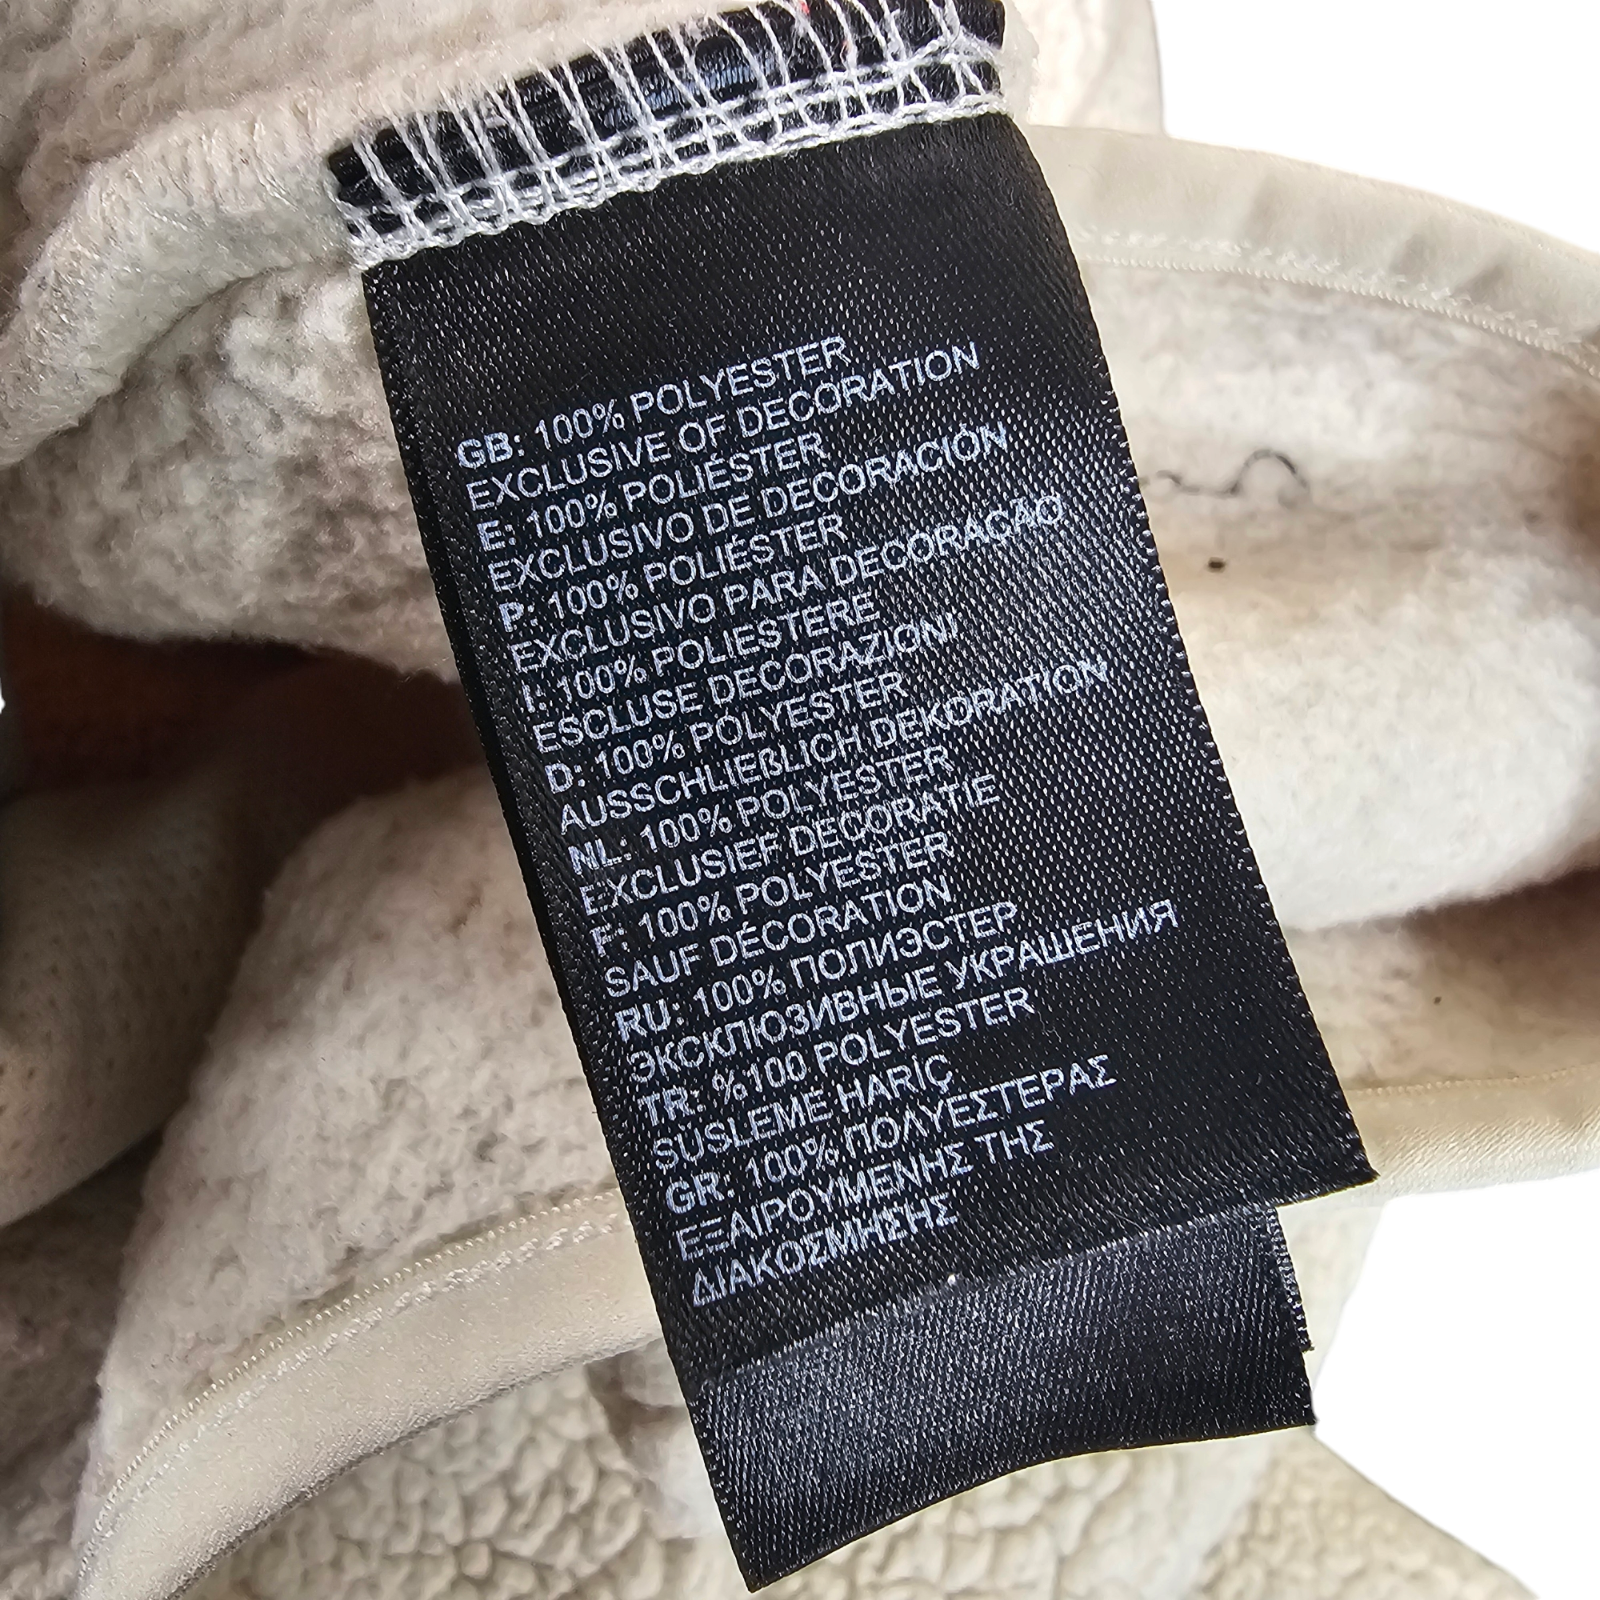 GB: 100% POLYESTER
EXCLUSIVE OF DECORATION
E: 100% POLIÉSTER
EXCLUSIVO DE DECORACIÓN
P: 100% POLIÉSTER
EXCLUSIVO PARA DECORAÇÃO
I: 100% POLIESTERE
ESCLUSE DECORAZIONI
D: 100% POLYESTER
AUSSCHLIEßLICH DEKORATION
NL: 100% POLYESTER
EXCLUSIEF DECORATIE
F: 100% POLYESTER
SAUF DÉCORATION
RU: 100% ПОЛИЭСТЕР
ЭКСКЛЮЗИВНЫЕ УКРАШЕНИЯ
TR: %100 POLYESTER
SÜSLEME HARIÇ
GR: 100% ΠΟΛΥΕΣΤΕΡΑΣ
ΕΞΑΙΡΟΥΜΕΝΗΣ ΤΗΣ
ΔΙΑΚΟΣΜΗΣΗΣ